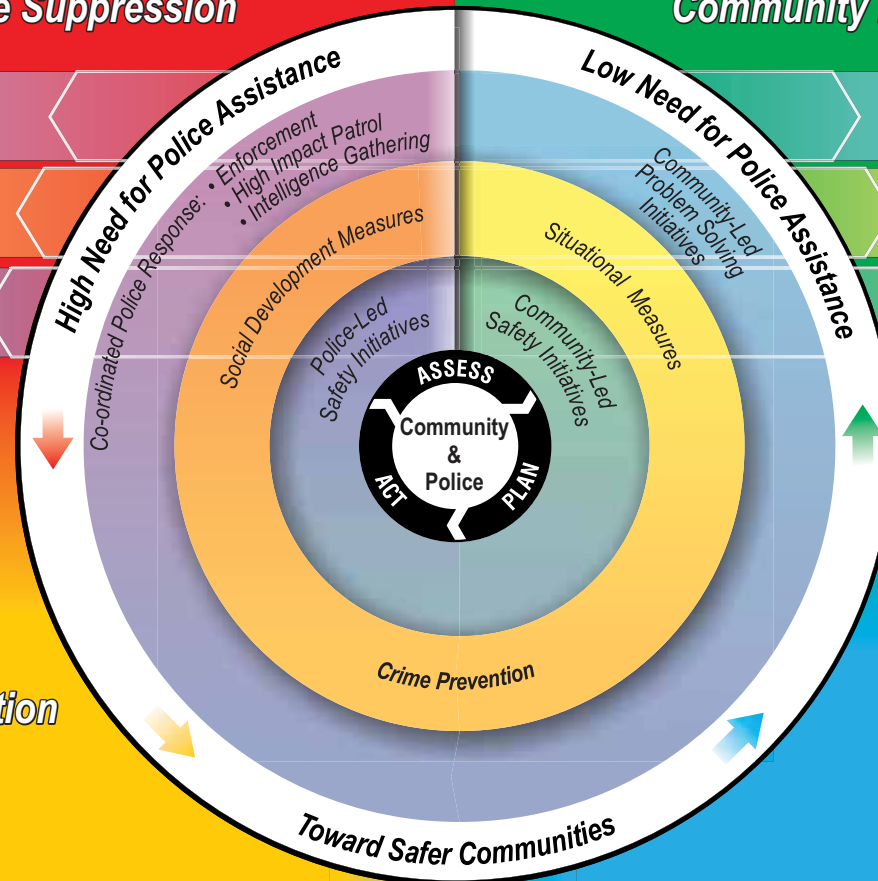 e Suppression
Community
High Need for Police Assistance
Low Need for Police Assistance
Co-ordinated Police Response:
• Enforcement
• High Impact Patrol
• Intelligence Gathering
Community-Led
Problem Solving
Initiatives
Social Development Measures
Situational Measures
Police-Led
Safety Initiatives
Community-Led
Safety Initiatives
ASSESS
Community
&
Police
ACT
PLAN
Crime Prevention
tion
Toward Safer Communities